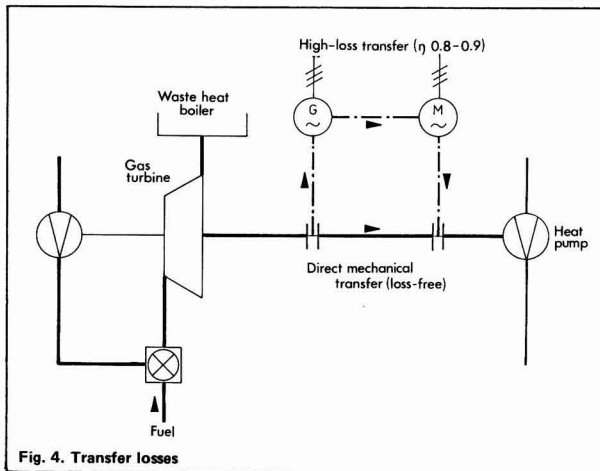 High-loss transfer (η 0.8-0.9)
Waste heat
boiler
G
~
M
~
Gas
turbine
Heat
pump
Direct mechanical
transfer (loss-free)
Fuel
Fig. 4. Transfer losses